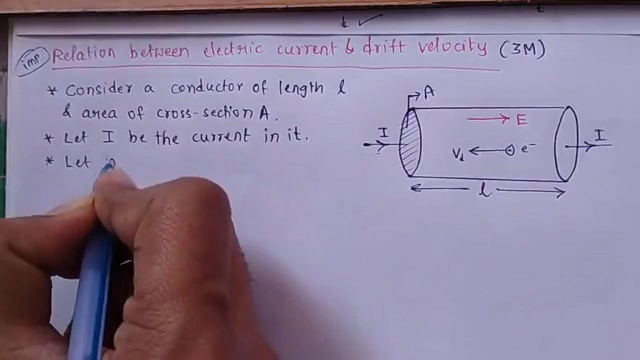 imp Relation between electric current & drift velocity (3M)
* Consider a conductor of length l
& area of cross-section A.
* Let I be the current in it.
* Let
A
E
I
I
Vd
e-
l